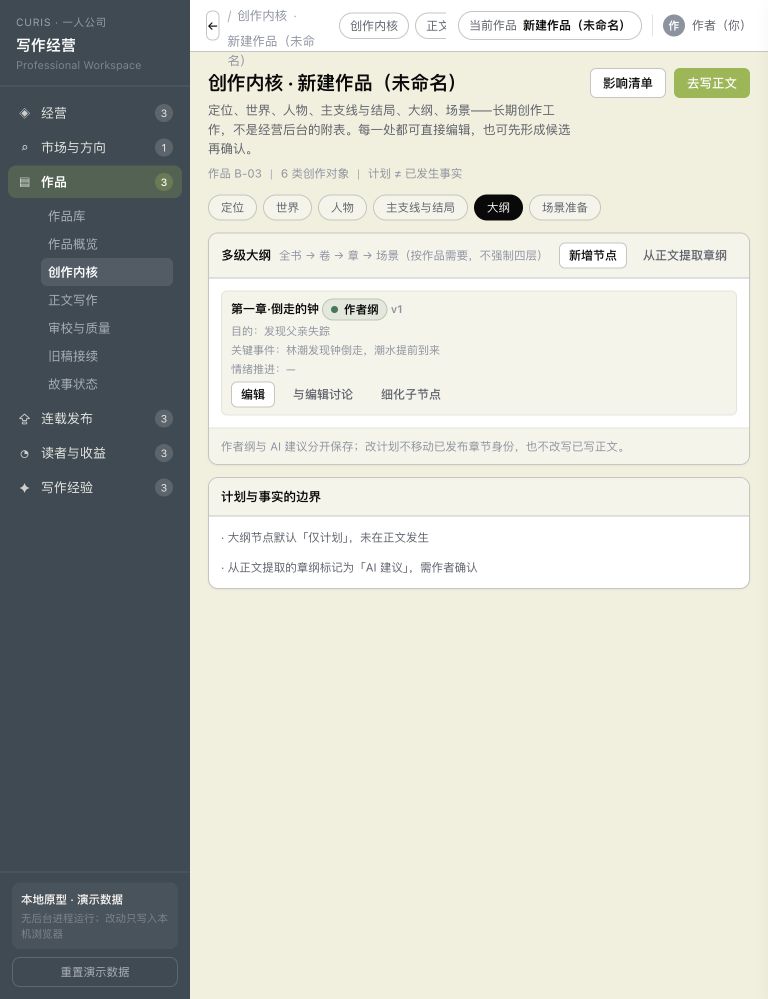 CURIS · 一人公司
写作经营
Professional Workspace
经营 3
市场与方向 1
作品 3
作品库
作品概览
创作内核
正文写作
审校与质量
旧稿接续
故事状态
连载发布 3
读者与收益 3
写作经验 3
本地原型 · 演示数据
无后台进程运行；改动只写入本
机浏览器
重置演示数据
← / 创作内核 ·
新建作品（未命
名）
创作内核
正文
当前作品 新建作品（未命名）
作 作者（你）
创作内核 · 新建作品（未命名）
影响清单
去写正文
定位、世界、人物、主支线与结局、大纲、场景——长期创作工
作，不是经营后台的附表。每一处都可直接编辑，也可先形成候选
再确认。
作品 B-03 | 6 类创作对象 | 计划 ≠ 已发生事实
定位 世界 人物 主支线与结局 大纲 场景准备
多级大纲 全书 → 卷 → 章 → 场景（按作品需要，不强制四层） 新增节点 从正文提取章纲
第一章·倒走的钟 作者纲 v1
目的：发现父亲失踪
关键事件：林潮发现钟倒走，潮水提前到来
情绪推进：—
编辑 与编辑讨论 细化子节点
作者纲与 AI 建议分开保存；改计划不移动已发布章节身份，也不改写已写正文。
计划与事实的边界
· 大纲节点默认「仅计划」，未在正文发生
· 从正文提取的章纲标记为「AI 建议」，需作者确认